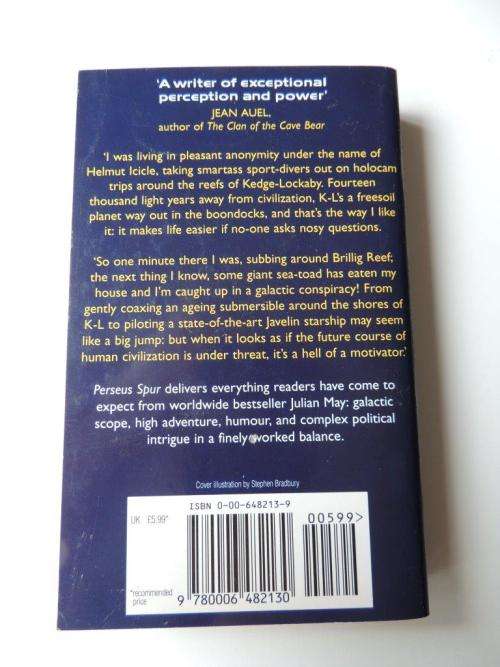 'A writer of exceptional
perception and power'
JEAN AUEL,
author of The Clan of the Cave Bear
'I was living in pleasant anonymity under the name of
Helmut Icicle, taking smartass sport-divers out on holocam
trips around the reefs of Kedge-Lockaby. Fourteen
thousand light years away from civilization, K-L's a freesoil
planet way out in the boondocks, and that's the way I like
it: it makes life easier if no-one asks nosy questions.
'So one minute there I was, subbing around Brillig Reef;
the next thing I know, some giant sea-toad has eaten my
house and I'm caught up in a galactic conspiracy! From
gently coaxing an ageing submersible around the shores of
K-L to piloting a state-of-the-art Javelin starship may seem
like a big jump: but when it looks as if the future course of
human civilization is under threat, it's a hell of a motivator.'
Perseus Spur delivers everything readers have come to
expect from worldwide bestseller Julian May: galactic
scope, high adventure, humour, and complex political
intrigue in a finely worked balance.
Cover illustration by Stephen Bradbury
ISBN 0-00-648213-9
UK £5.99*
00599>
*recommended
price
9 780006 482130